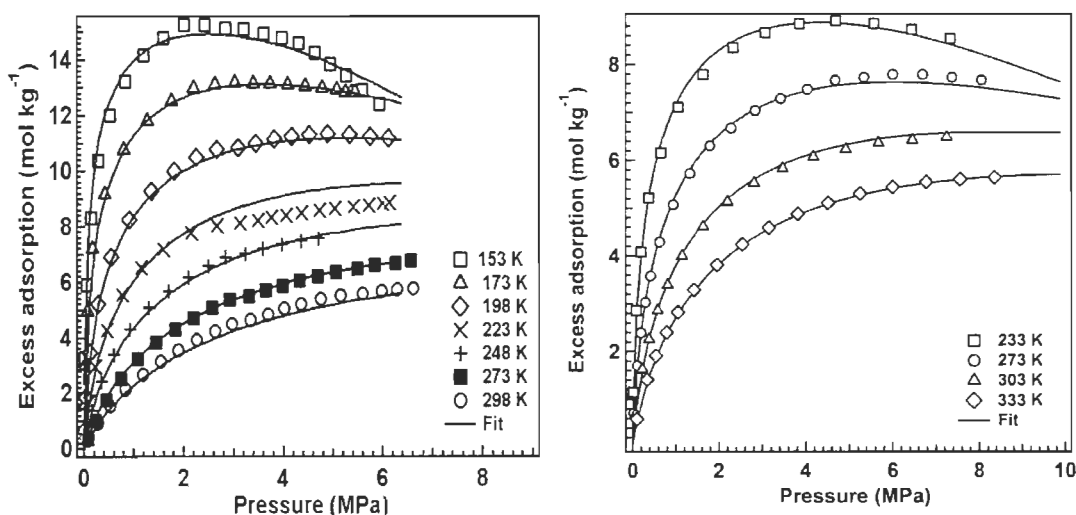 Excess adsorption (mol kg⁻¹)
16
14
12
10
8
6
4
2
0
153 K
173 K
198 K
223 K
248 K
273 K
298 K
Fit
0
2
4
6
8
Pressure (MPa)
Excess adsorption (mol kg⁻¹)
8
6
4
2
233 K
273 K
303 K
333 K
Fit
0
2
4
6
8
10
Pressure (MPa)